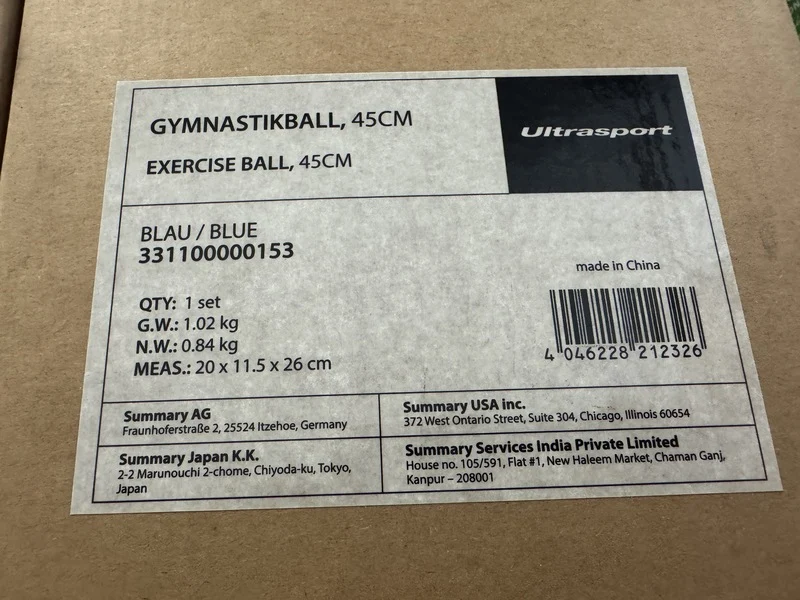 GYMNASTIKBALL, 45CM
EXERCISE BALL, 45CM
Ultrasport
BLAU / BLUE
331100000153
made in China
QTY: 1 set
G.W.: 1.02 kg
N.W.: 0.84 kg
MEAS.: 20 x 11.5 x 26 cm
4 046228 212326
Summary AG
Fraunhoferstraße 2, 25524 Itzehoe, Germany
Summary USA inc.
372 West Ontario Street, Suite 304, Chicago, Illinois 60654
Summary Japan K.K.
2-2 Marunouchi 2-chome, Chiyoda-ku, Tokyo,
Japan
Summary Services India Private Limited
House no. 105/591, Flat #1, New Haleem Market, Chaman Ganj,
Kanpur – 208001